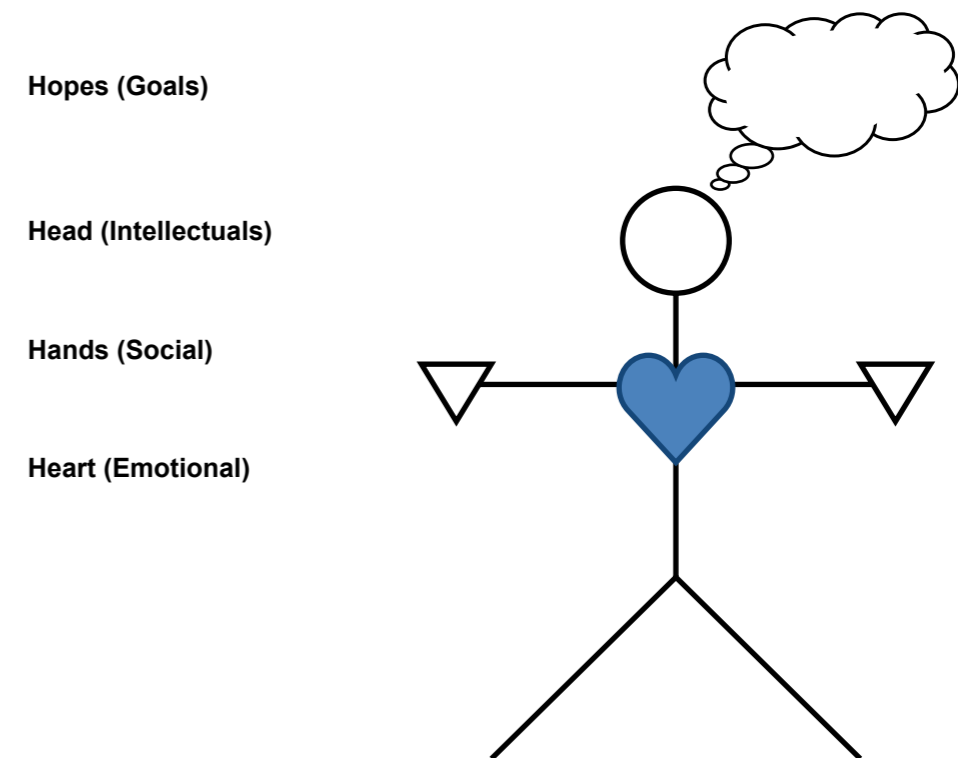 Hopes (Goals)
Head (Intellectuals)
Hands (Social)
Heart (Emotional)